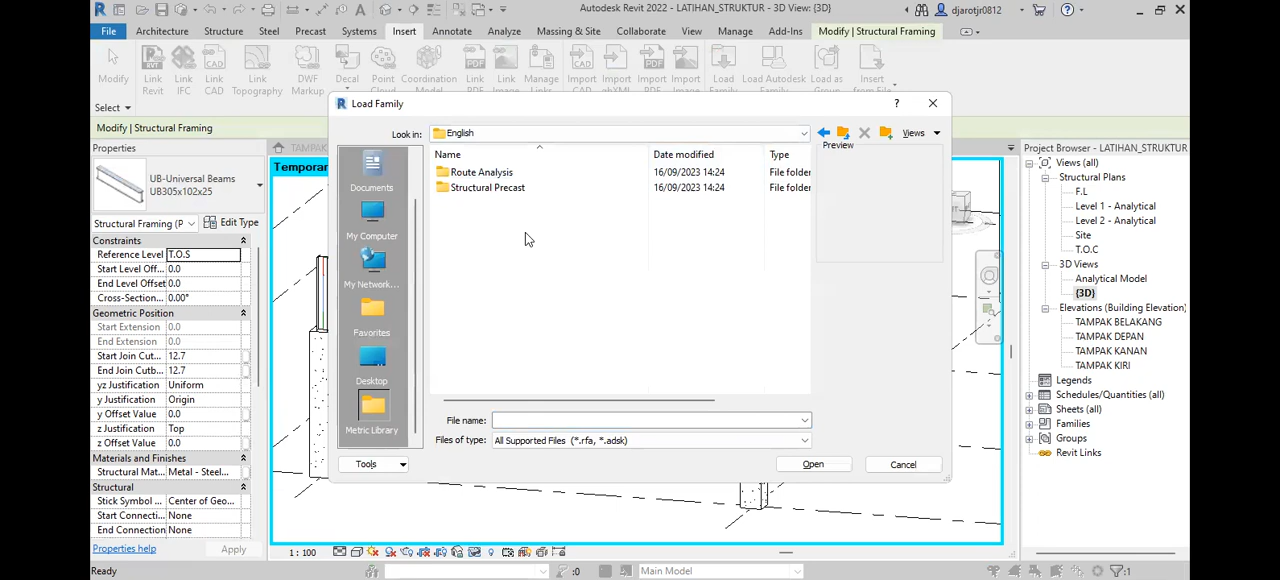 Autodesk Revit 2022 - LATIHAN_STRUKTUR - 3D View: {3D}
djarotjr0812
File
Architecture
Structure
Steel
Precast
Systems
Insert
Annotate
Analyze
Massing & Site
Collaborate
View
Manage
Add-Ins
Modify | Structural Framing
Modify
Link Revit
Link IFC
Link CAD
Link Topography
DWF Markup
Decal
Point Cloud
Coordination Model
Link PDF
Link Image
Manage Links
Import CAD
Import gbXML
Import PDF
Import Image
Load Family
Load Autodesk Family
Load as Group
Insert from File
Select
Modify | Structural Framing
Properties
UB-Universal Beams
UB305x102x25
Structural Framing (P
Edit Type
Constraints
Reference Level T.O.S
Start Level Off... 0.0
End Level Offset 0.0
Cross-Section... 0.00°
Geometric Position
Start Extension 0.0
End Extension 0.0
Start Join Cut... 12.7
End Join Cutb... 12.7
yz Justification Uniform
y Justification Origin
y Offset Value 0.0
z Justification Top
z Offset Value 0.0
Materials and Finishes
Structural Mat... Metal - Steel...
Structural
Stick Symbol ... Center of Geo...
Start Connecti... None
End Connection None
Properties help
Apply
TAMPAK
Temporar
Load Family
Look in: English
Views
Name
Date modified
Type
Route Analysis 16/09/2023 14:24 File folder
Structural Precast 16/09/2023 14:24 File folder
Preview
Documents
My Computer
My Network...
Favorites
Desktop
Metric Library
File name:
Files of type: All Supported Files (*.rfa, *.adsk)
Tools
Open
Cancel
Project Browser - LATIHAN_STRUKTUR
Views (all)
Structural Plans
F.L
Level 1 - Analytical
Level 2 - Analytical
Site
T.O.C
3D Views
Analytical Model
{3D}
Elevations (Building Elevation)
TAMPAK BELAKANG
TAMPAK DEPAN
TAMPAK KANAN
TAMPAK KIRI
Legends
Schedules/Quantities (all)
Sheets (all)
Families
Groups
Revit Links
1 : 100
Ready
:0
Main Model
:1